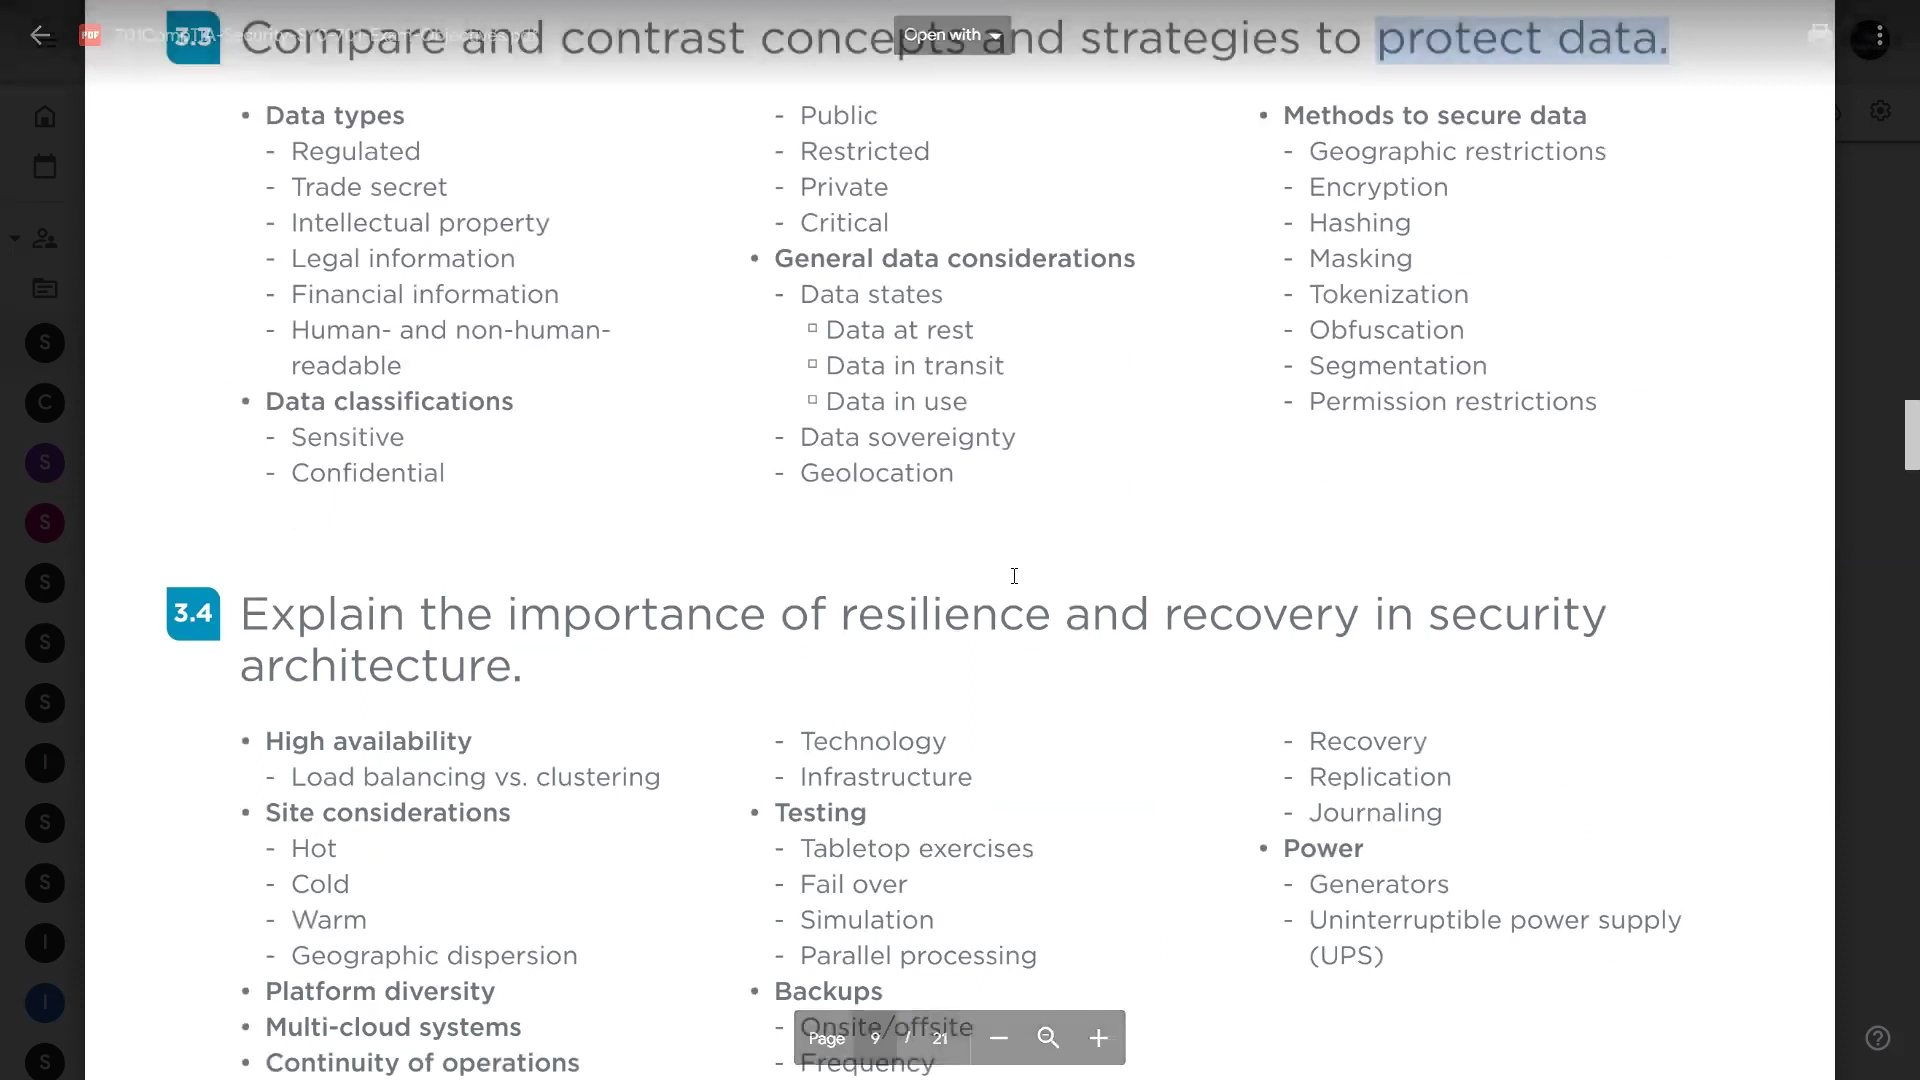 3.3 Compare and contrast concepts and strategies to protect data.
Open with
• Data types
- Regulated
- Trade secret
- Intellectual property
- Legal information
- Financial information
- Human- and non-human-
readable
• Data classifications
- Sensitive
- Confidential
- Public
- Restricted
- Private
- Critical
• General data considerations
- Data states
▫ Data at rest
▫ Data in transit
▫ Data in use
- Data sovereignty
- Geolocation
• Methods to secure data
- Geographic restrictions
- Encryption
- Hashing
- Masking
- Tokenization
- Obfuscation
- Segmentation
- Permission restrictions
3.4 Explain the importance of resilience and recovery in security
architecture.
• High availability
- Load balancing vs. clustering
• Site considerations
- Hot
- Cold
- Warm
- Geographic dispersion
• Platform diversity
• Multi-cloud systems
• Continuity of operations
- Technology
- Infrastructure
• Testing
- Tabletop exercises
- Fail over
- Simulation
- Parallel processing
• Backups
- Onsite/offsite
- Frequency
- Recovery
- Replication
- Journaling
• Power
- Generators
- Uninterruptible power supply
(UPS)
Page 9 / 21
PDF
S
C
S
S
S
S
S
I
S
S
I
I
S